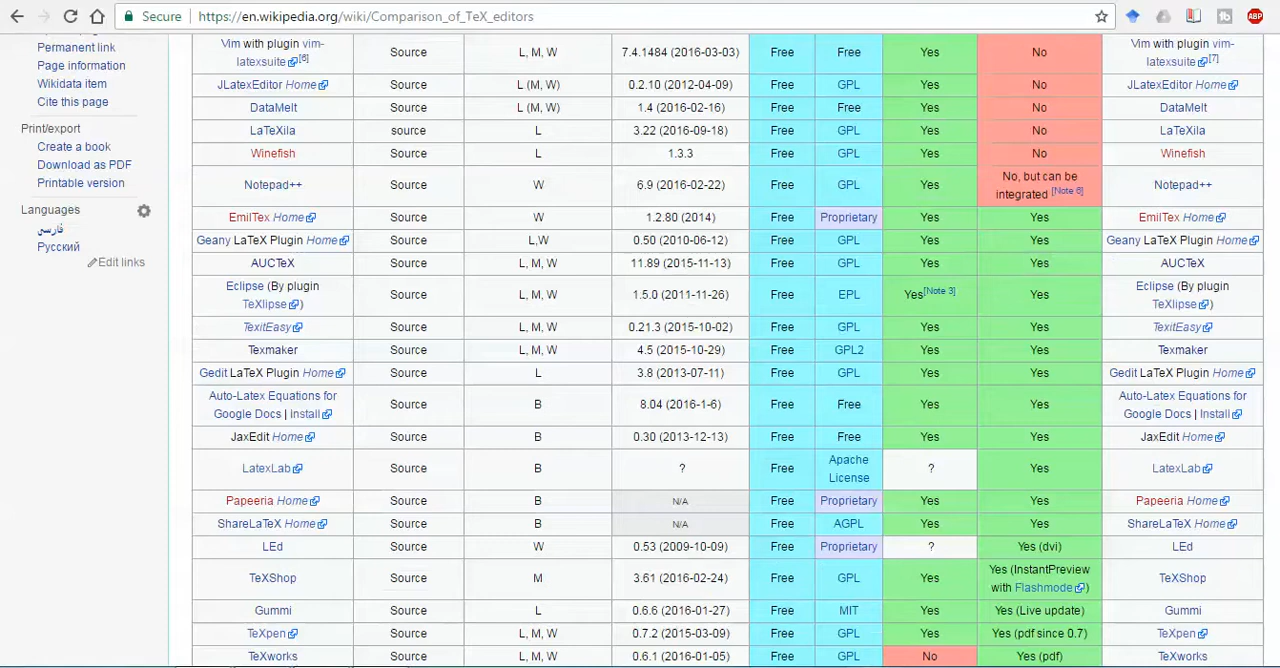 Secure https://en.wikipedia.org/wiki/Comparison_of_TeX_editors
ABP
Permanent link
Page information
Wikidata item
Cite this page
Print/export
Create a book
Download as PDF
Printable version
Languages
فارسی
Русский
Edit links
Vim with plugin vim-
latexsuite [6] Source L, M, W 7.4.1484 (2016-03-03) Free Free Yes No Vim with plugin vim-
latexsuite [7]
JLatexEditor Home Source L (M, W) 0.2.10 (2012-04-09) Free GPL Yes No JLatexEditor Home
DataMelt Source L (M, W) 1.4 (2016-02-16) Free Free Yes No DataMelt
LaTeXila source L 3.22 (2016-09-18) Free GPL Yes No LaTeXila
Winefish Source L 1.3.3 Free GPL Yes No Winefish
Notepad++ Source W 6.9 (2016-02-22) Free GPL Yes No, but can be
integrated [Note 6] Notepad++
EmilTex Home Source W 1.2.80 (2014) Free Proprietary Yes Yes EmilTex Home
Geany LaTeX Plugin Home Source L,W 0.50 (2010-06-12) Free GPL Yes Yes Geany LaTeX Plugin Home
AUCTeX Source L, M, W 11.89 (2015-11-13) Free GPL Yes Yes AUCTeX
Eclipse (By plugin
TeXlipse ) Source L, M, W 1.5.0 (2011-11-26) Free EPL Yes[Note 3] Yes Eclipse (By plugin
TeXlipse )
TexitEasy Source L, M, W 0.21.3 (2015-10-02) Free GPL Yes Yes TexitEasy
Texmaker Source L, M, W 4.5 (2015-10-29) Free GPL2 Yes Yes Texmaker
Gedit LaTeX Plugin Home Source L 3.8 (2013-07-11) Free GPL Yes Yes Gedit LaTeX Plugin Home
Auto-Latex Equations for
Google Docs | Install Source B 8.04 (2016-1-6) Free Free Yes Yes Auto-Latex Equations for
Google Docs | Install
JaxEdit Home Source B 0.30 (2013-12-13) Free Free Yes Yes JaxEdit Home
LatexLab Source B ? Free Apache
License ? Yes LatexLab
Papeeria Home Source B N/A Free Proprietary Yes Yes Papeeria Home
ShareLaTeX Home Source B N/A Free AGPL Yes Yes ShareLaTeX Home
LEd Source W 0.53 (2009-10-09) Free Proprietary ? Yes (dvi) LEd
TeXShop Source M 3.61 (2016-02-24) Free GPL Yes Yes (InstantPreview
with Flashmode ) TeXShop
Gummi Source L 0.6.6 (2016-01-27) Free MIT Yes Yes (Live update) Gummi
TeXpen Source L, M, W 0.7.2 (2015-03-09) Free GPL Yes Yes (pdf since 0.7) TeXpen
TeXworks Source L, M, W 0.6.1 (2016-01-05) Free GPL No Yes (pdf) TeXworks